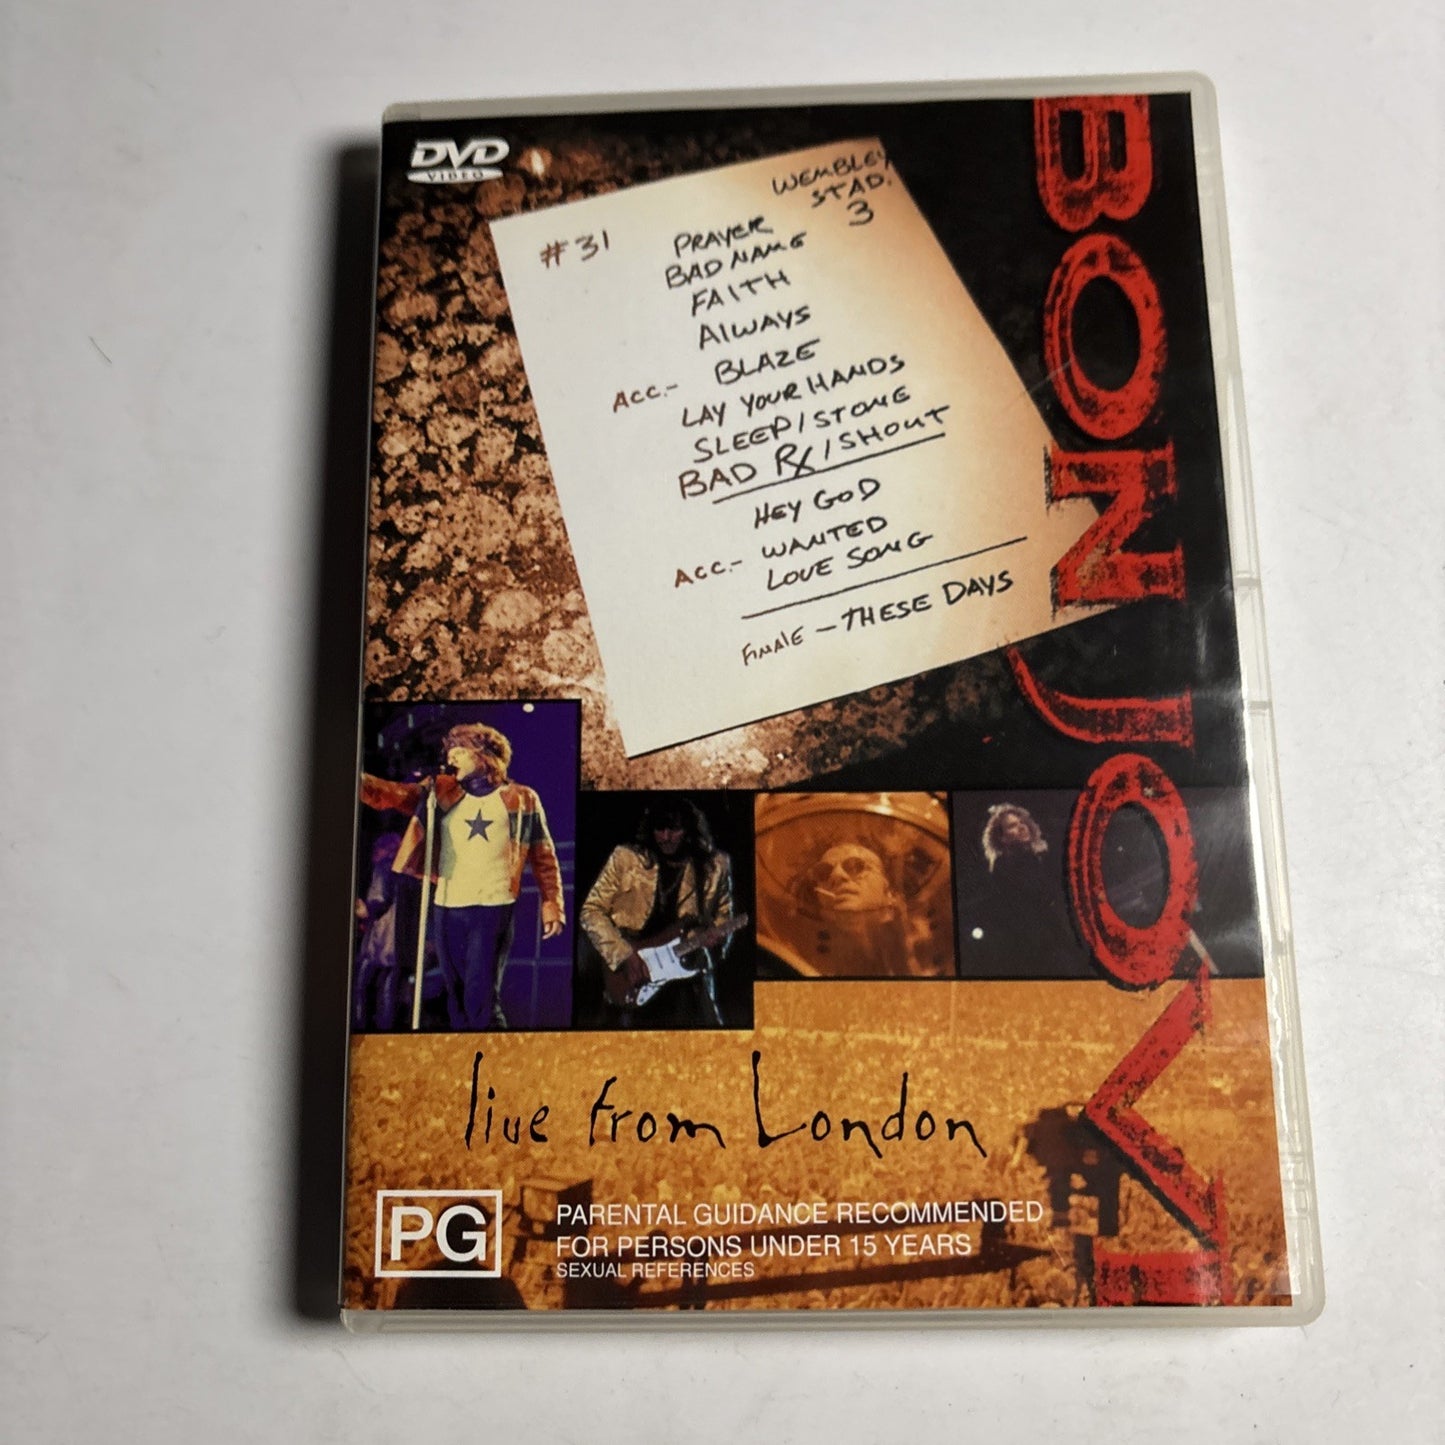 DVD
VIDEO
WEMBLEY
STAD.
3
#31
PRAYER
BAD NAME
FAITH
ALWAYS
ACC.- BLAZE
LAY YOUR HANDS
SLEEP/STONE
BAD Rx/SHOUT
HEY GOD
ACC.- WANTED
LOVE SONG
FINALE - THESE DAYS
BON JOVI
live from London
PG
PARENTAL GUIDANCE RECOMMENDED
FOR PERSONS UNDER 15 YEARS
SEXUAL REFERENCES